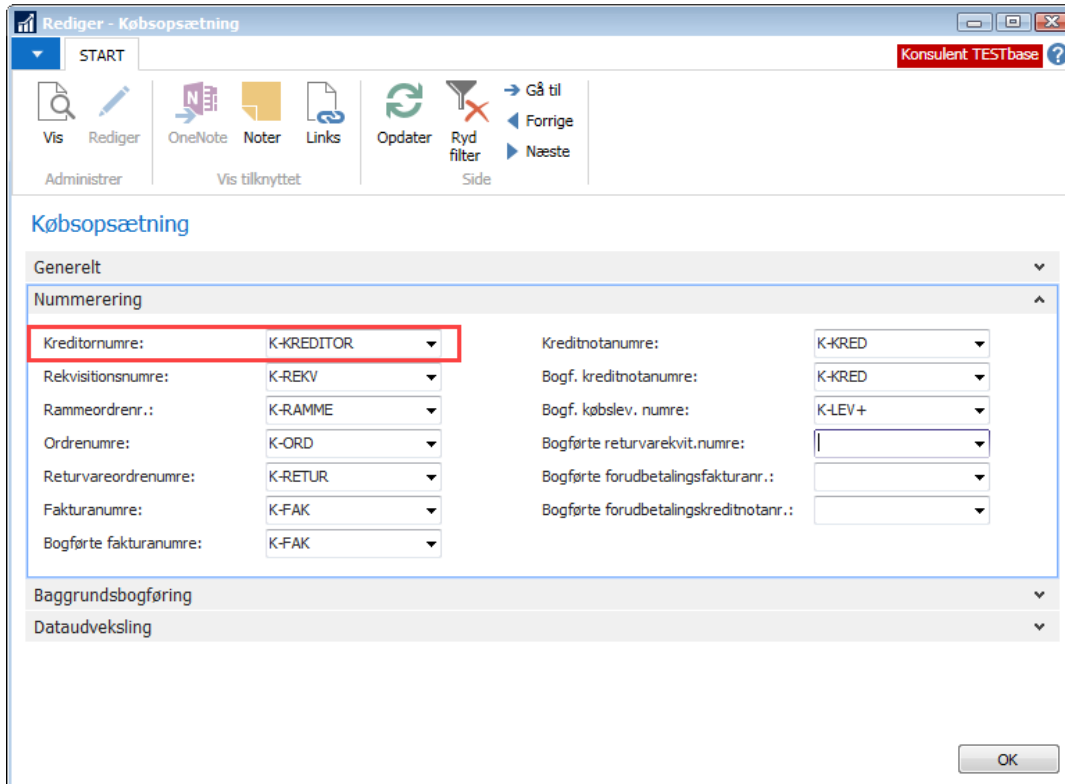 Rediger - Købsopsætning
START
Konsulent TESTbase ?
Vis
Rediger
OneNote
Noter
Links
Opdater
Ryd
filter
Gå til
Forrige
Næste
Administrer
Vis tilknyttet
Side
Købsopsætning
Generelt
Nummerering
Kreditornumre: K-KREDITOR
Rekvisitionsnumre: K-REKV
Rammeordrenr.: K-RAMME
Ordrenumre: K-ORD
Returvareordrenumre: K-RETUR
Fakturanumre: K-FAK
Bogførte fakturanumre: K-FAK
Kreditnotanumre: K-KRED
Bogf. kreditnotanumre: K-KRED
Bogf. købslev. numre: K-LEV+
Bogførte returvarekvit.numre:
Bogførte forudbetalingsfakturanr.:
Bogførte forudbetalingskreditnotanr.:
Baggrundsbogføring
Dataudveksling
OK